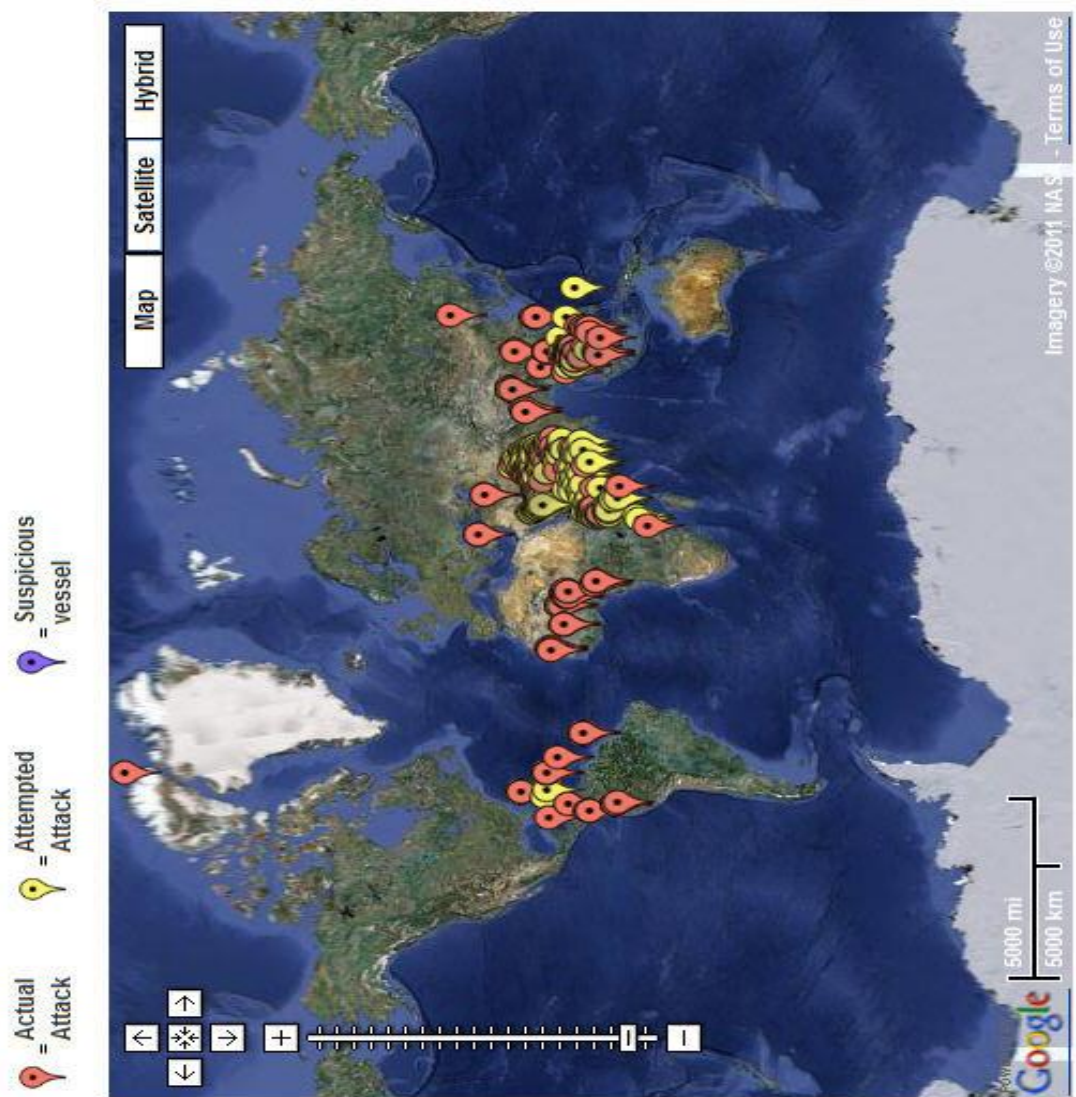 = Actual
Attack
= Attempted
Attack
= Suspicious
vessel
Map
Satellite
Hybrid
+
−
5000 mi
5000 km
Google
Imagery ©2011 NAS - Terms of Use